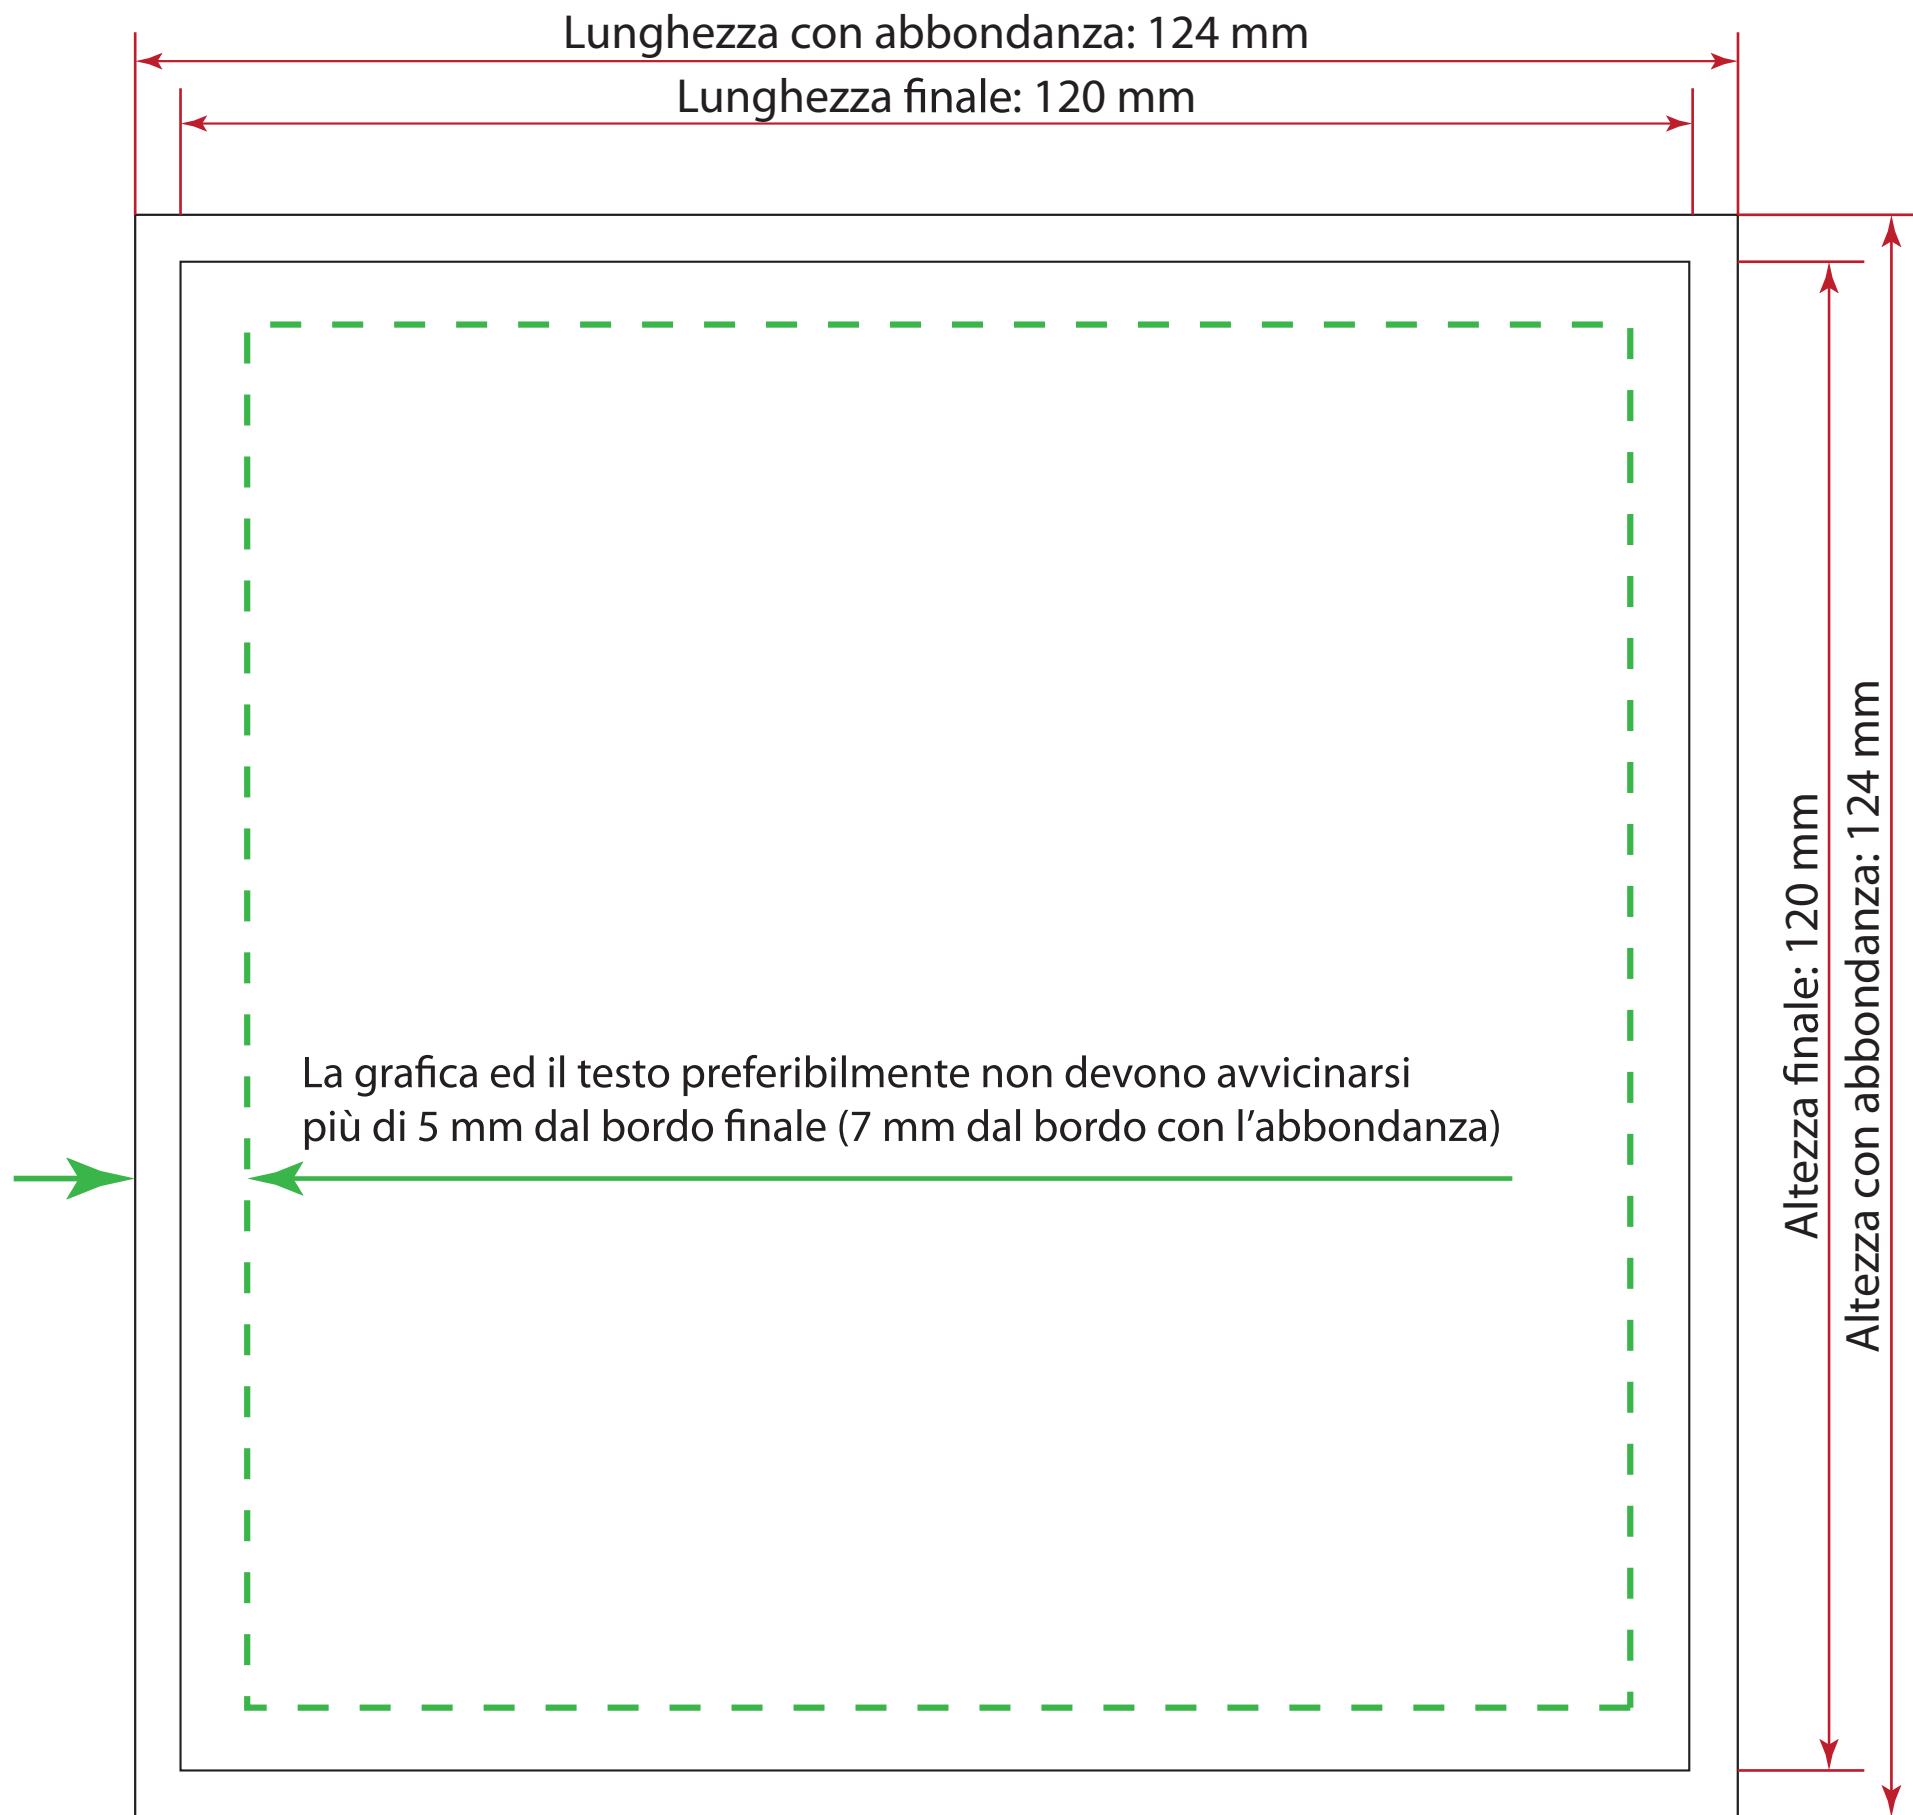 Lunghezza con abbondanza: 124 mm
Lunghezza finale: 120 mm
La grafica ed il testo preferibilmente non devono avvicinarsi
più di 5 mm dal bordo finale (7 mm dal bordo con l’abbondanza)
Altezza finale: 120 mm
Altezza con abbondanza: 124 mm